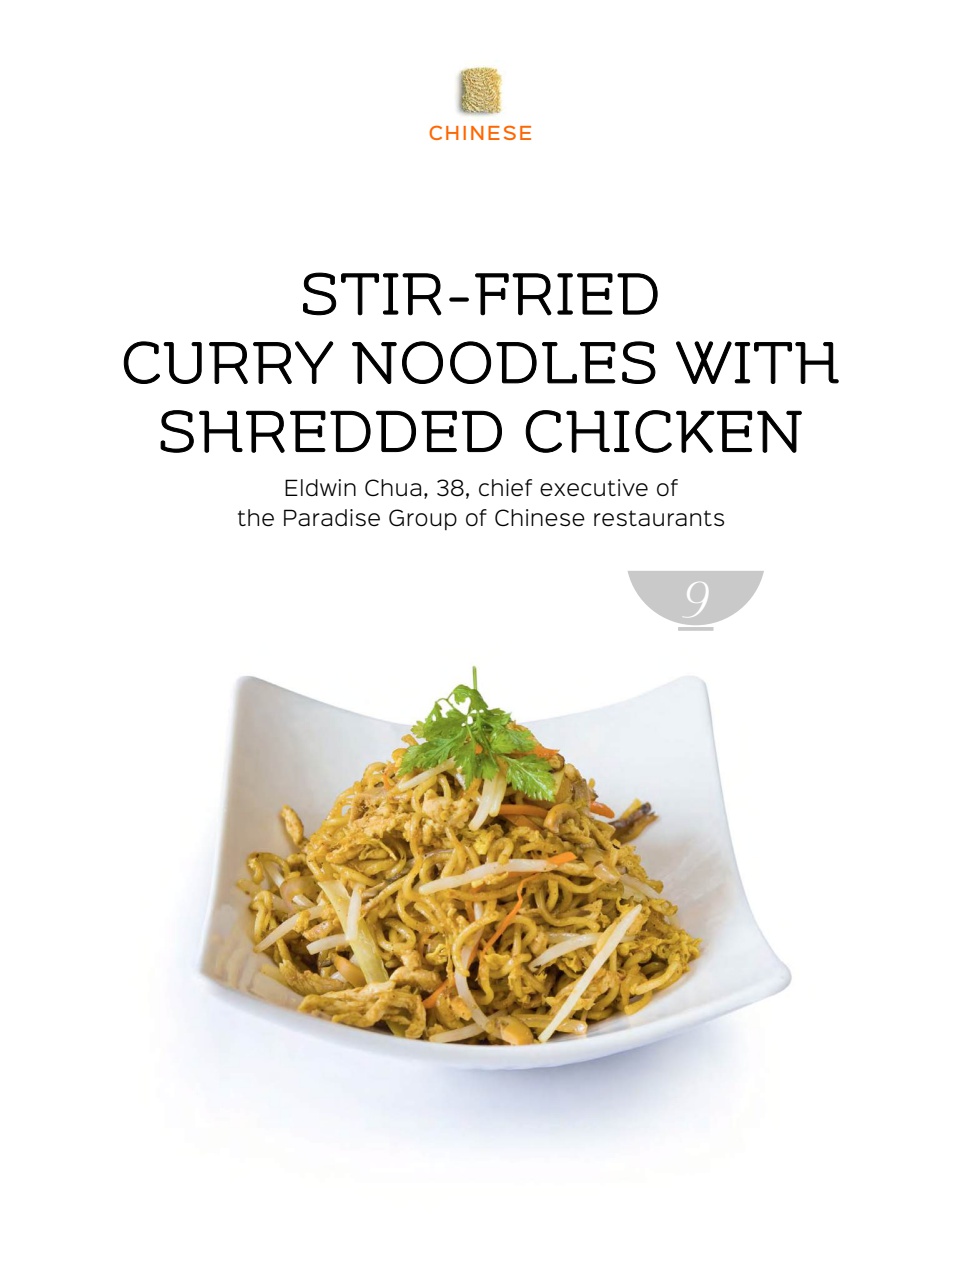 CHINESE
STIR-FRIED
CURRY NOODLES WITH
SHREDDED CHICKEN
Eldwin Chua, 38, chief executive of
the Paradise Group of Chinese restaurants
9